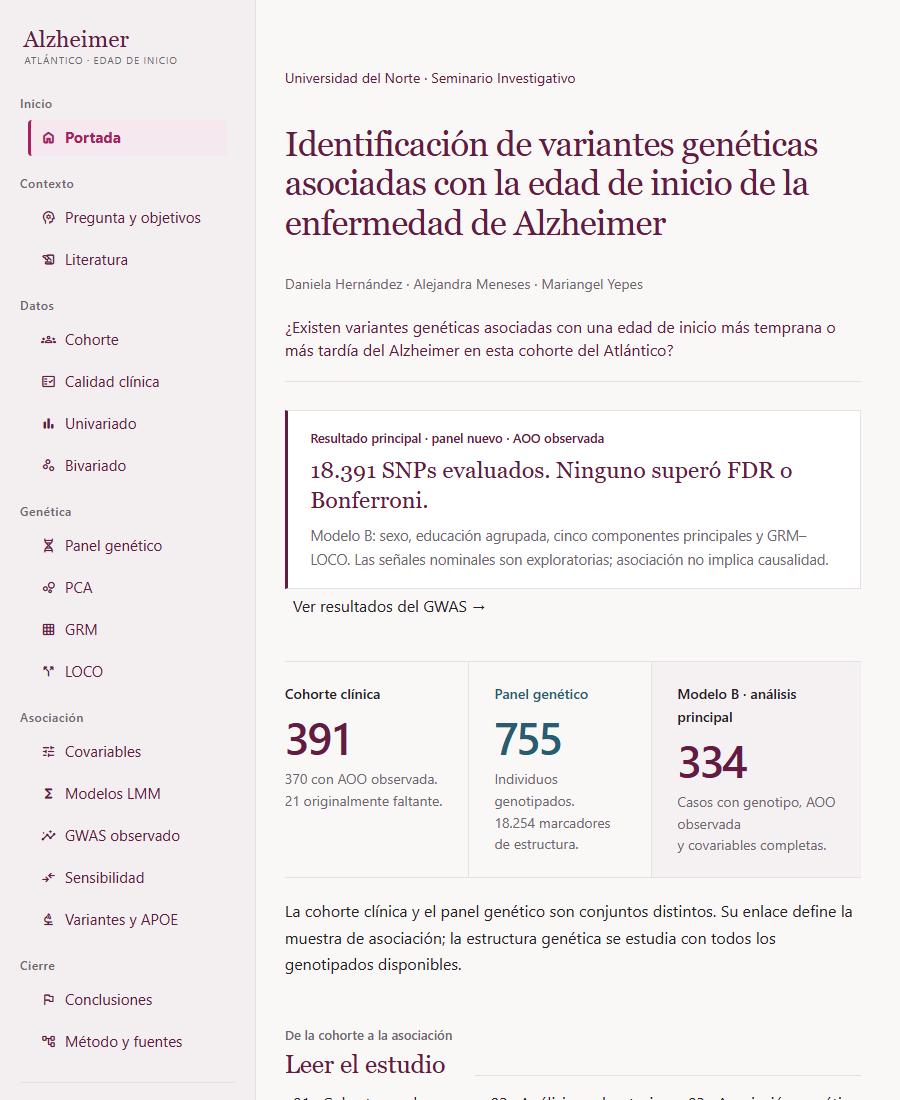 Alzheimer
ATLÁNTICO · EDAD DE INICIO
Inicio
Portada
Contexto
Pregunta y objetivos
Literatura
Datos
Cohorte
Calidad clínica
Univariado
Bivariado
Genética
Panel genético
PCA
GRM
LOCO
Asociación
Covariables
Modelos LMM
GWAS observado
Sensibilidad
Variantes y APOE
Cierre
Conclusiones
Método y fuentes
Universidad del Norte · Seminario Investigativo
Identificación de variantes genéticas
asociadas con la edad de inicio de la
enfermedad de Alzheimer
Daniela Hernández · Alejandra Meneses · Mariangel Yepes
¿Existen variantes genéticas asociadas con una edad de inicio más temprana o
más tardía del Alzheimer en esta cohorte del Atlántico?
Resultado principal · panel nuevo · AOO observada
18.391 SNPs evaluados. Ninguno superó FDR o
Bonferroni.
Modelo B: sexo, educación agrupada, cinco componentes principales y GRM–
LOCO. Las señales nominales son exploratorias; asociación no implica causalidad.
Ver resultados del GWAS →
Cohorte clínica
391
370 con AOO observada.
21 originalmente faltante.
Panel genético
755
Individuos
genotipados.
18.254 marcadores
de estructura.
Modelo B · análisis
principal
334
Casos con genotipo, AOO
observada
y covariables completas.
La cohorte clínica y el panel genético son conjuntos distintos. Su enlace define la
muestra de asociación; la estructura genética se estudia con todos los
genotipados disponibles.
De la cohorte a la asociación
Leer el estudio